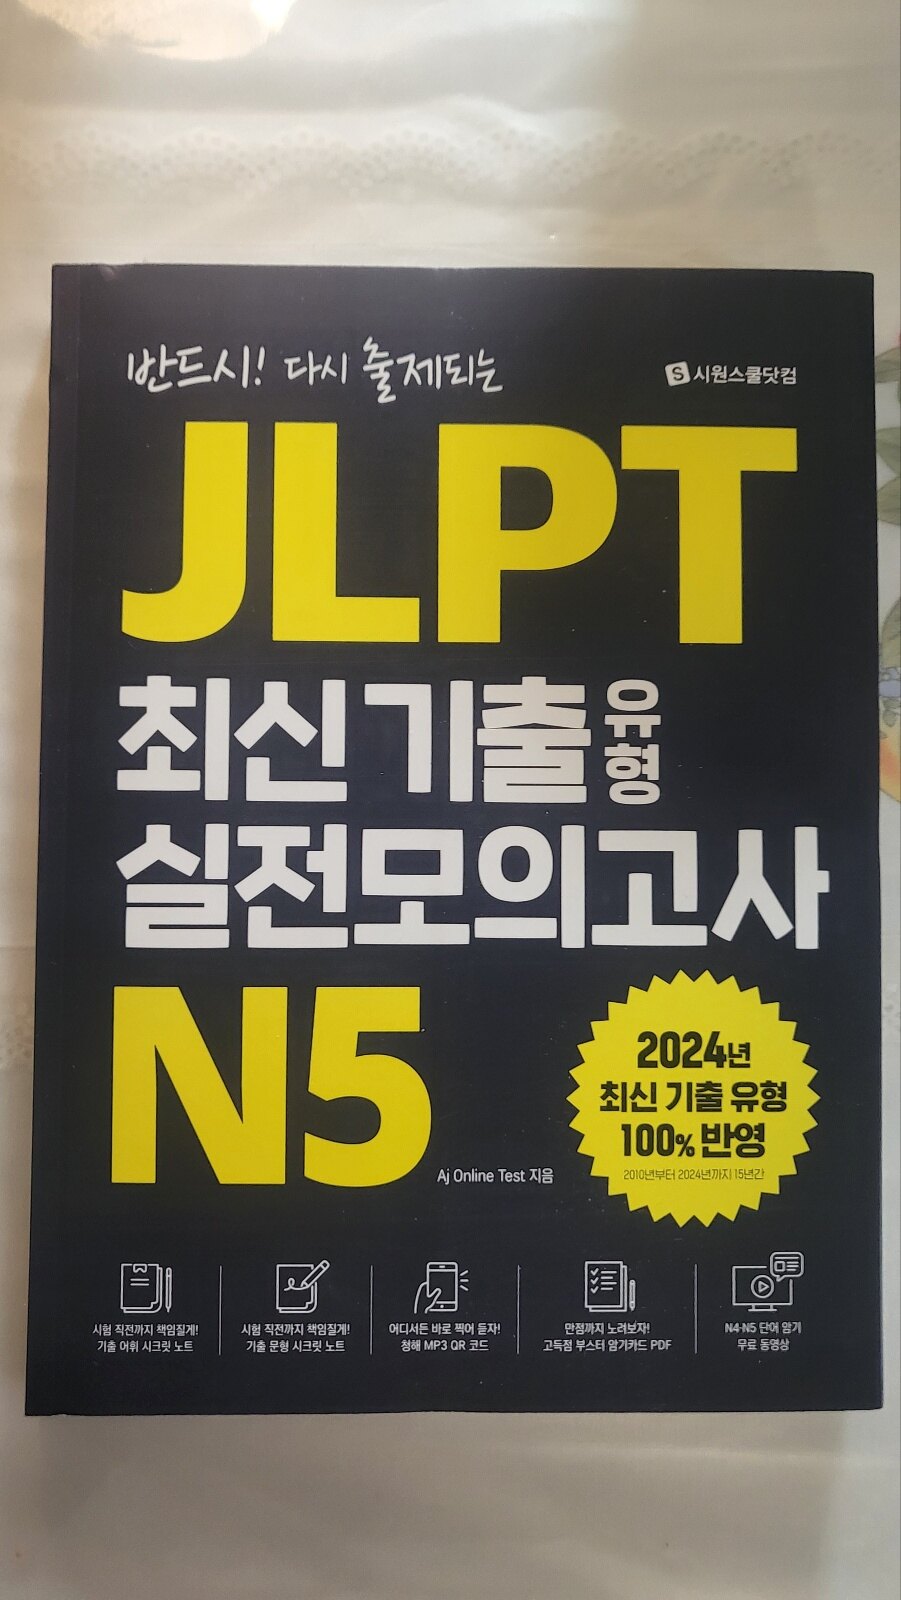 반드시! 다시 출제되는
S 시원스쿨닷컴
JLPT
최신 기출 유형
실전모의고사
N5
Aj Online Test 지음
2024년
최신 기출 유형
100% 반영
2010년부터 2024년까지 15년간
시험 직전까지 책임질게!
기출 어휘 시크릿 노트
시험 직전까지 책임질게!
기출 문형 시크릿 노트
어디서든 바로 찍어 듣자!
청해 MP3 QR 코드
만점까지 노려보자!
고득점 부스터 암기카드 PDF
N4·N5 단어 암기
무료 동영상